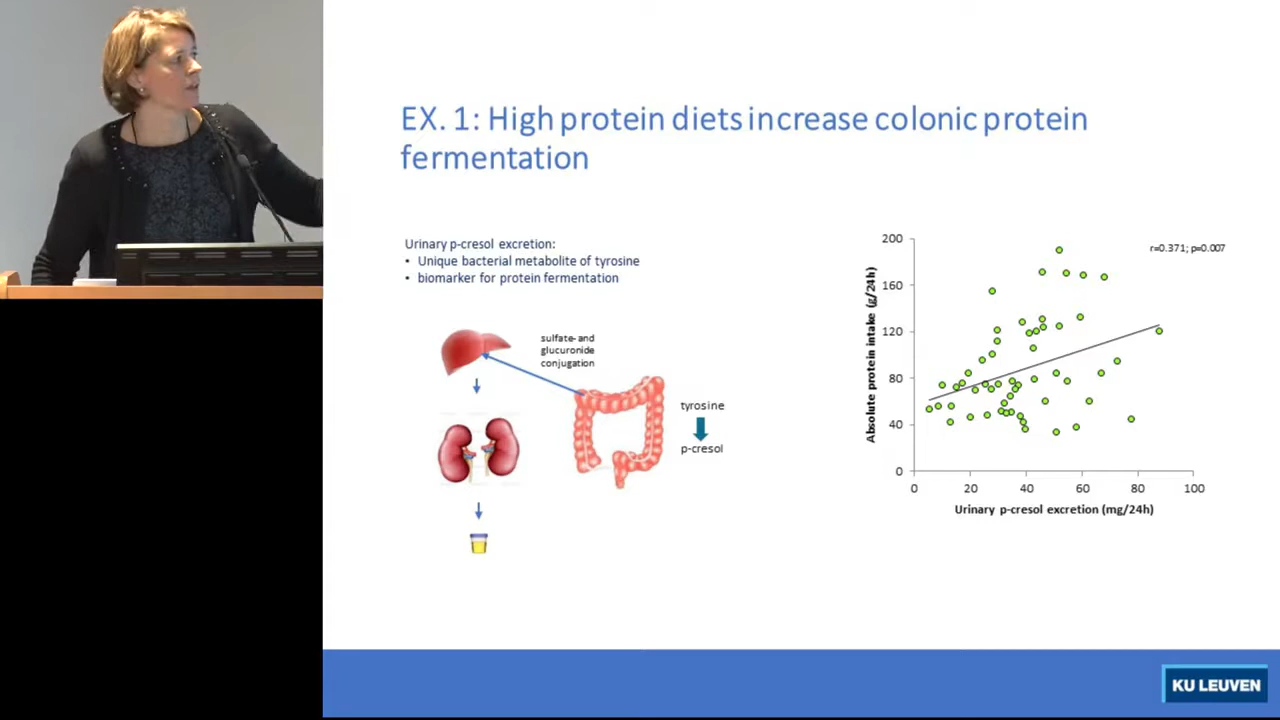 EX. 1: High protein diets increase colonic protein
fermentation
Urinary p-cresol excretion:
• Unique bacterial metabolite of tyrosine
• biomarker for protein fermentation
sulfate- and
glucuronide
conjugation
tyrosine
p-cresol
r=0.371; p=0.007
Absolute protein intake (g/24h)
200
160
120
80
40
0
0 20 40 60 80 100
Urinary p-cresol excretion (mg/24h)
KU LEUVEN